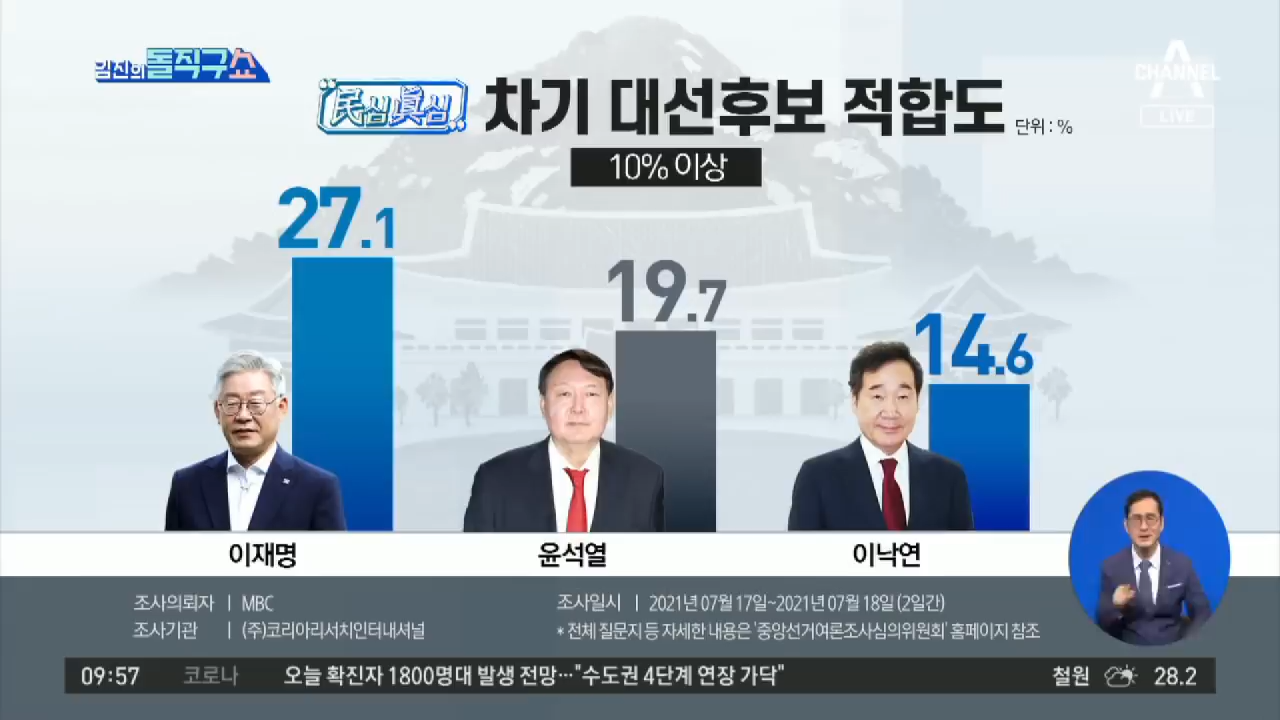 김진의 돌직구쇼
CHANNEL A
LIVE
"民심眞심"
차기 대선후보 적합도
단위 : %
10% 이상
27.1
19.7
14.6
이재명
윤석열
이낙연
조사의뢰자 | MBC
조사일시 | 2021년 07월 17일~2021년 07월 18일 (2일간)
조사기관 | (주)코리아리서치인터내셔널
* 전체 질문지 등 자세한 내용은 '중앙선거여론조사심의위원회' 홈페이지 참조
09:57 코로나 오늘 확진자 1800명대 발생 전망…"수도권 4단계 연장 가닥" 철원 28.2